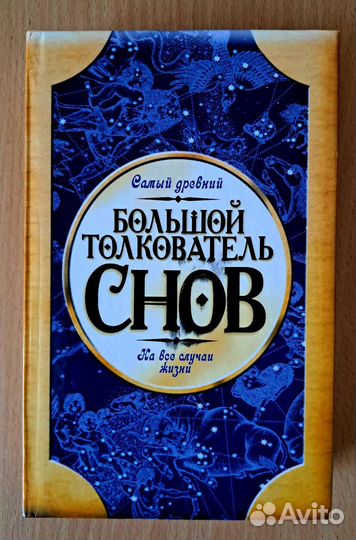 Самый древний
БОЛЬШОЙ
ТОЛКОВАТЕЛЬ
СНОВ
На все случаи
жизни
Avito